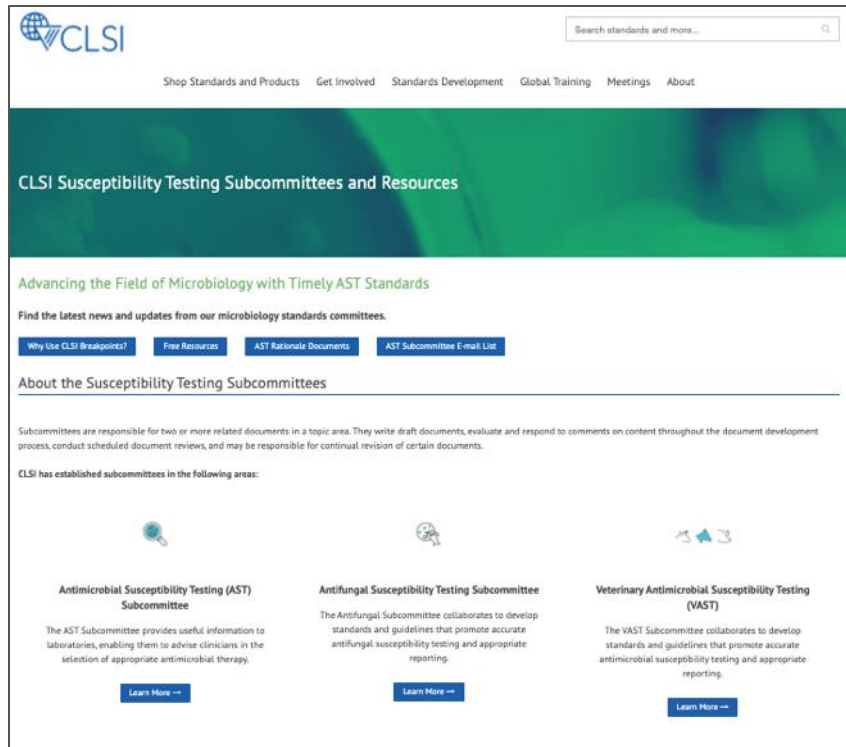 CLSI
Search standards and more...
Shop Standards and Products Get Involved Standards Development Global Training Meetings About
CLSI Susceptibility Testing Subcommittees and Resources
Advancing the Field of Microbiology with Timely AST Standards
Find the latest news and updates from our microbiology standards committees.
Why Use CLSI Breakpoints? Free Resources AST Rationale Documents AST Subcommittee E-mail List
About the Susceptibility Testing Subcommittees
Subcommittees are responsible for two or more related documents in a topic area. They write draft documents, evaluate and respond to comments on content throughout the document development
process, conduct scheduled document reviews, and may be responsible for continual revision of certain documents.
CLSI has established subcommittees in the following areas:
Antimicrobial Susceptibility Testing (AST)
Subcommittee
The AST Subcommittee provides useful information to
laboratories, enabling them to advise clinicians in the
selection of appropriate antimicrobial therapy.
Learn More →
Antifungal Susceptibility Testing Subcommittee
The Antifungal Subcommittee collaborates to develop
standards and guidelines that promote accurate
antifungal susceptibility testing and appropriate
reporting.
Learn More →
Veterinary Antimicrobial Susceptibility Testing
(VAST)
The VAST Subcommittee collaborates to develop
standards and guidelines that promote accurate
antimicrobial susceptibility testing and appropriate
reporting.
Learn More →